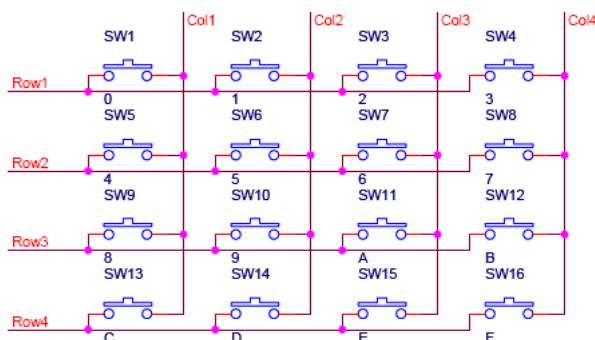 Col1 Col2 Col3 Col4
SW1 SW2 SW3 SW4
Row1
0 1 2 3
SW5 SW6 SW7 SW8
Row2
4 5 6 7
SW9 SW10 SW11 SW12
Row3
8 9 A B
SW13 SW14 SW15 SW16
Row4
C D E F